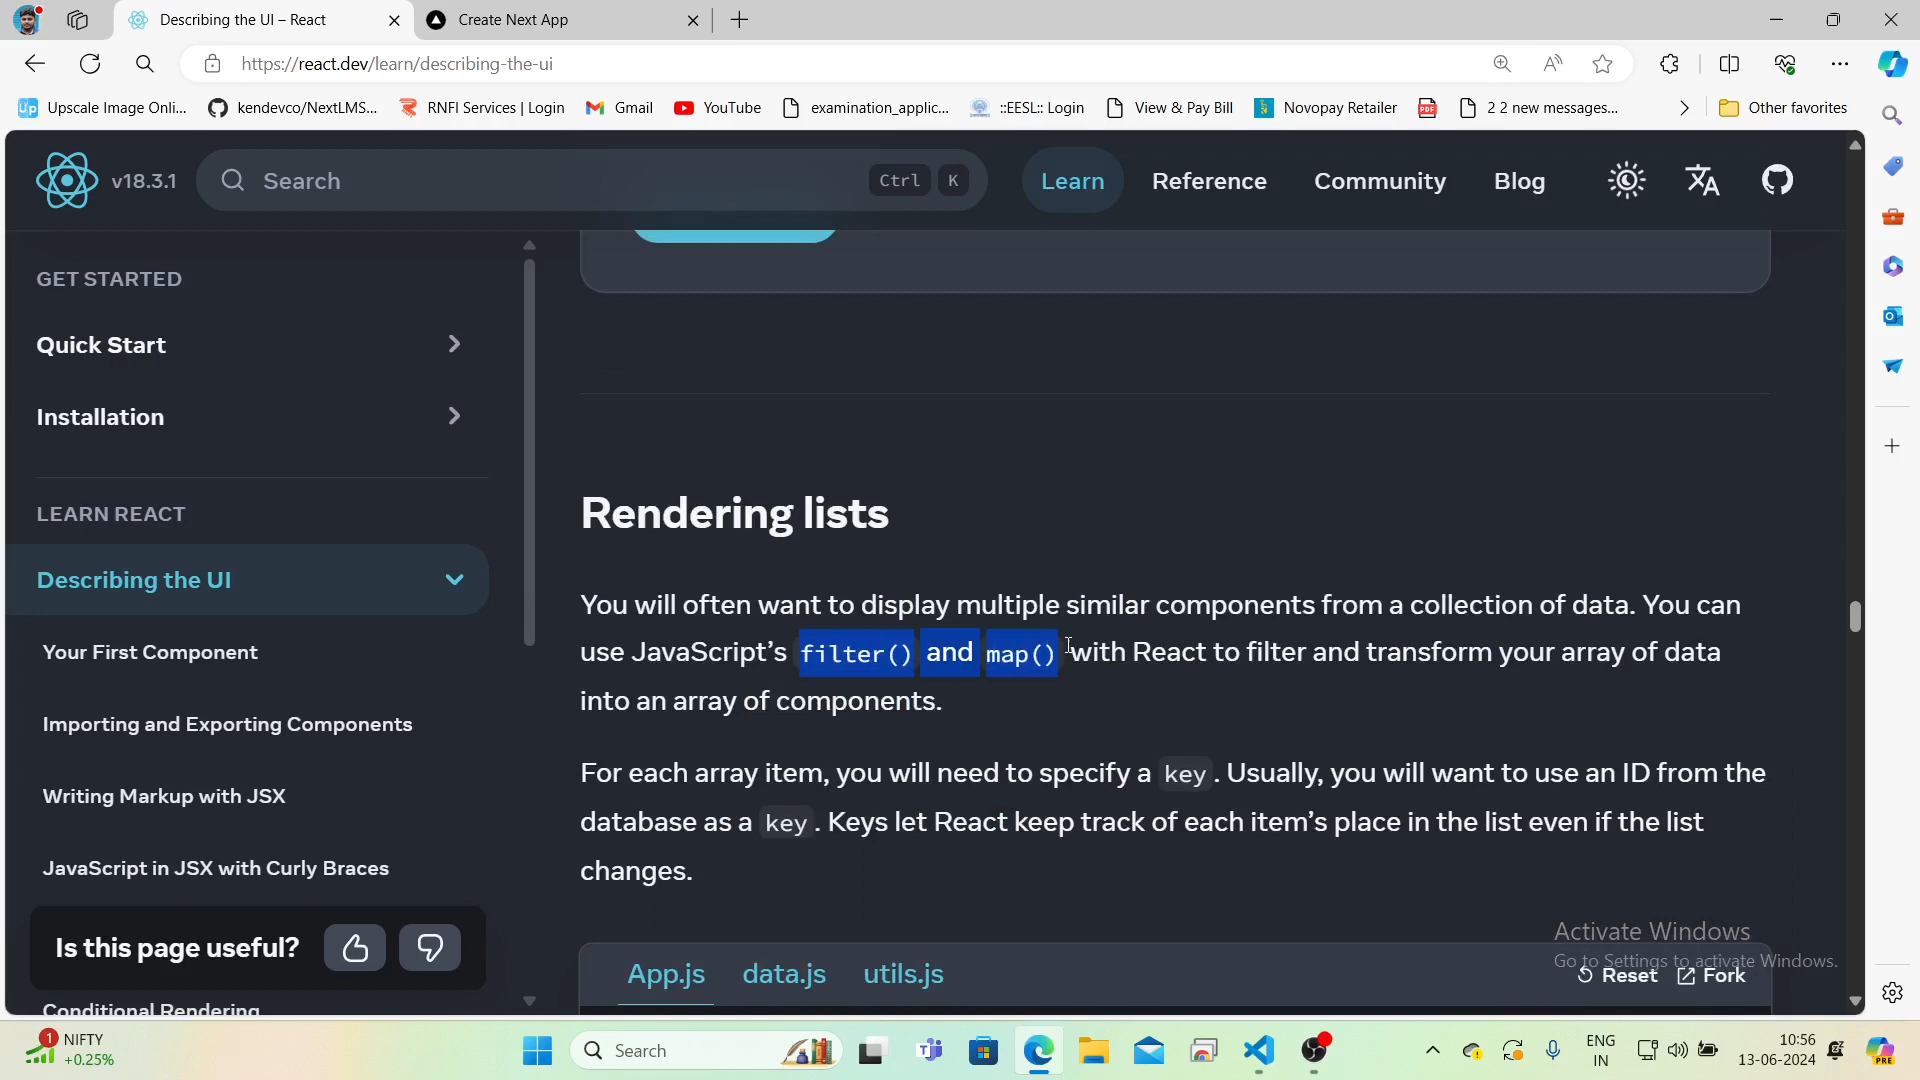 Describing the UI – React
Create Next App
https://react.dev/learn/describing-the-ui
Upscale Image Onli...
kendevco/NextLMS...
RNFI Services | Login
Gmail
YouTube
examination_applic...
::EESL:: Login
View & Pay Bill
Novopay Retailer
PDF
2 2 new messages...
Other favorites
v18.3.1
Search
Ctrl K
Learn
Reference
Community
Blog
GET STARTED
Quick Start
Installation
LEARN REACT
Describing the UI
Your First Component
Importing and Exporting Components
Writing Markup with JSX
JavaScript in JSX with Curly Braces
Conditional Rendering
Is this page useful?
Rendering lists
You will often want to display multiple similar components from a collection of data. You can
use JavaScript’s filter() and map() with React to filter and transform your array of data
into an array of components.
For each array item, you will need to specify a key. Usually, you will want to use an ID from the
database as a key. Keys let React keep track of each item’s place in the list even if the list
changes.
App.js
data.js
utils.js
Reset
Fork
Activate Windows
Go to Settings to activate Windows.
1
NIFTY
+0.25%
Search
ENG
IN
10:56
13-06-2024
PRE